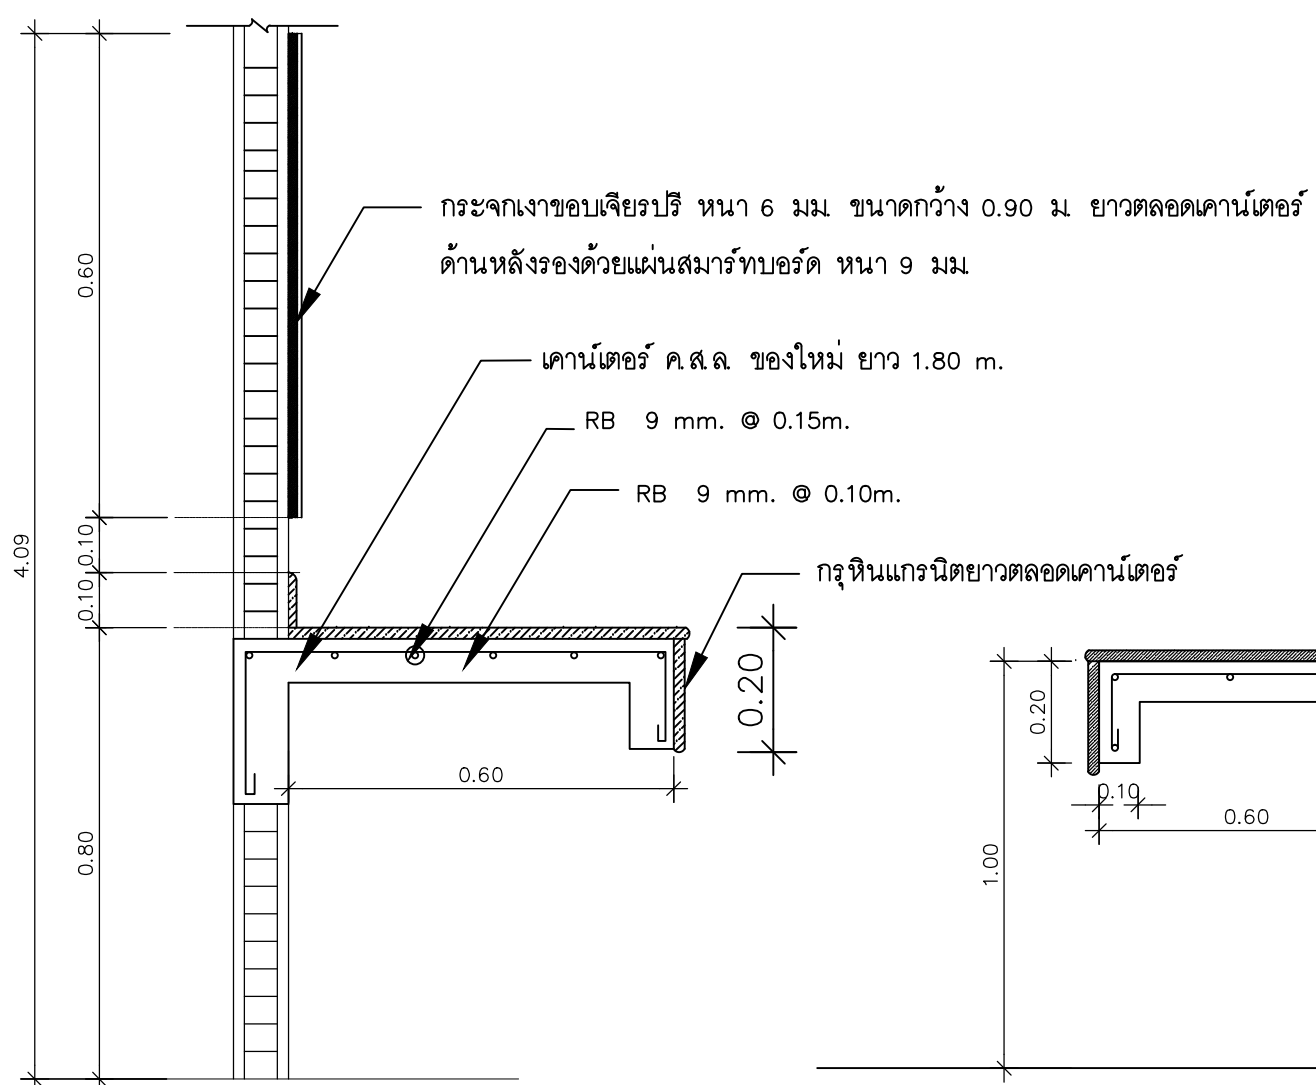 กระจกเงาขอบเจียรปรี หนา 6 มม. ขนาดกว้าง 0.90 ม. ยาวตลอดเคาน์เตอร์
ด้านหลังรองด้วยแผ่นสมาร์ทบอร์ด หนา 9 มม.
เคาน์เตอร์ ค.ส.ล. ของใหม่ ยาว 1.80 m.
RB 9 mm. @ 0.15m.
RB 9 mm. @ 0.10m.
กรุหินแกรนิตยาวตลอดเคาน์เตอร์
4.09
0.60
0.10
0.10
0.80
0.60
0.20
0.20
0.10
0.60
1.00